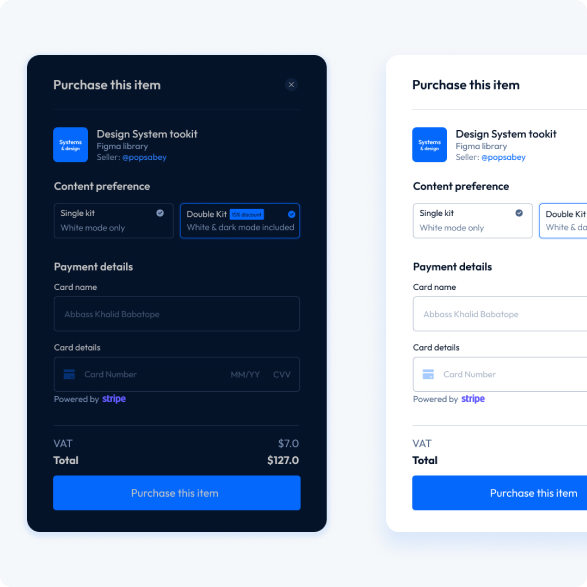 Purchase this item
Systems
& design
Design System tookit
Figma library
Seller: @popsabey
Content preference
Single kit
White mode only
Double Kit
10% discount
White & dark mode included
Payment details
Card name
Abbass Khalid Babatope
Card details
Card Number
MM/YY
CVV
Powered by stripe
VAT
$7.0
Total
$127.0
Purchase this item
Purchase this item
Systems
& design
Design System tookit
Figma library
Seller: @popsabey
Content preference
Single kit
White mode only
Double Kit
White & da
Payment details
Card name
Abbass Khalid Babatope
Card details
Card Number
Powered by stripe
VAT
Total
Purchase this item